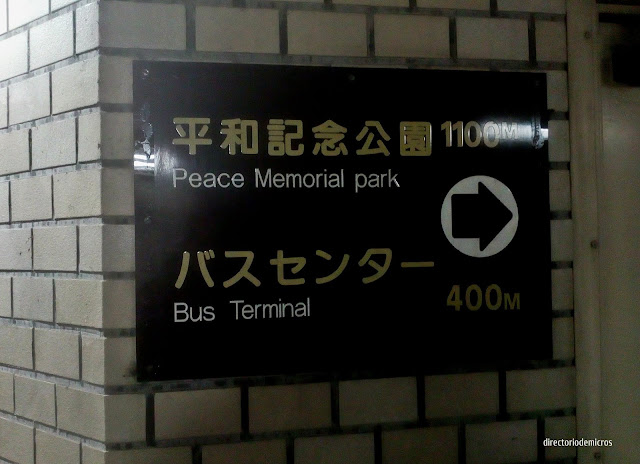 平和記念公園 1100M
Peace Memorial park
バスセンター
Bus Terminal 400M
directoriodemicros